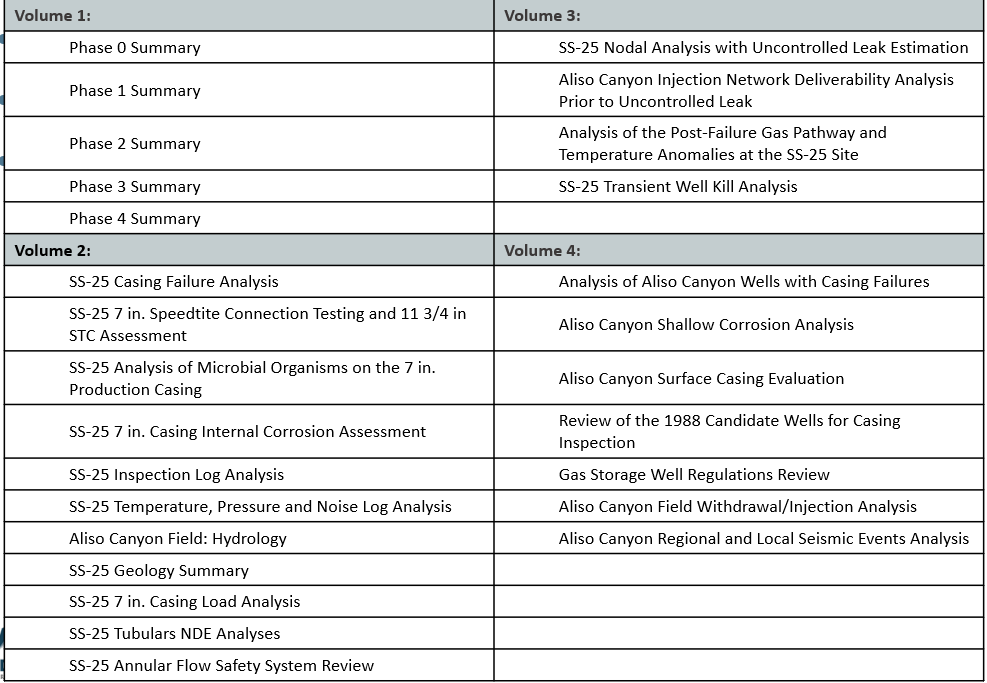 Volume 1:
Volume 3:
Phase 0 Summary
SS-25 Nodal Analysis with Uncontrolled Leak Estimation
Phase 1 Summary
Aliso Canyon Injection Network Deliverability Analysis
Prior to Uncontrolled Leak
Phase 2 Summary
Analysis of the Post-Failure Gas Pathway and
Temperature Anomalies at the SS-25 Site
Phase 3 Summary
SS-25 Transient Well Kill Analysis
Phase 4 Summary
Volume 2:
Volume 4:
SS-25 Casing Failure Analysis
Analysis of Aliso Canyon Wells with Casing Failures
SS-25 7 in. Speedtite Connection Testing and 11 3/4 in
STC Assessment
Aliso Canyon Shallow Corrosion Analysis
SS-25 Analysis of Microbial Organisms on the 7 in.
Production Casing
Aliso Canyon Surface Casing Evaluation
SS-25 7 in. Casing Internal Corrosion Assessment
Review of the 1988 Candidate Wells for Casing
Inspection
SS-25 Inspection Log Analysis
Gas Storage Well Regulations Review
SS-25 Temperature, Pressure and Noise Log Analysis
Aliso Canyon Field Withdrawal/Injection Analysis
Aliso Canyon Field: Hydrology
Aliso Canyon Regional and Local Seismic Events Analysis
SS-25 Geology Summary
SS-25 7 in. Casing Load Analysis
SS-25 Tubulars NDE Analyses
SS-25 Annular Flow Safety System Review